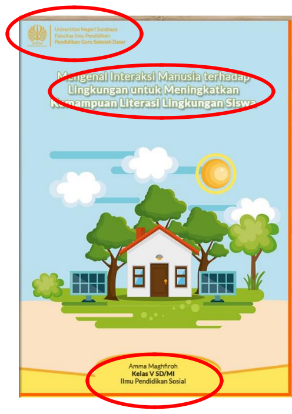 Universitas Negeri Surabaya
Fakultas Ilmu Pendidikan
Pendidikan Guru Sekolah Dasar
Mengenal Interaksi Manusia terhadap
Lingkungan untuk Meningkatkan
Kemampuan Literasi Lingkungan Siswa
Amma Maghfiroh
Kelas V SD/MI
Ilmu Pendidikan Sosial